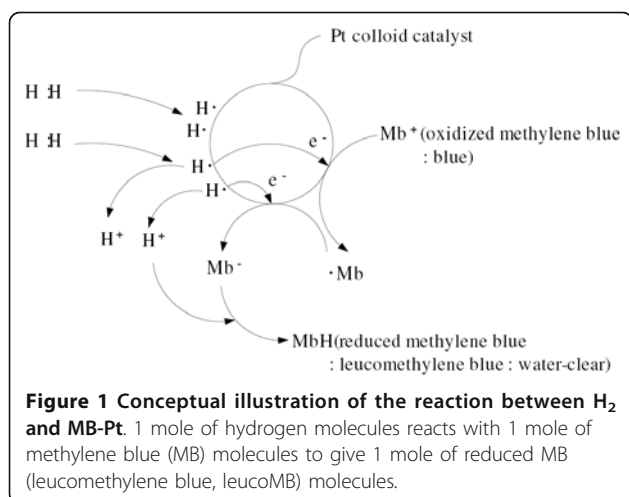 Pt colloid catalyst
H:H
H·
H·
H:H
H·
H·
e⁻
e⁻
Mb⁺(oxidized methylene blue
: blue)
H⁺ H⁺
Mb⁻
·Mb
MbH(reduced methylene blue
: leucomethylene blue : water-clear)
Figure 1 Conceptual illustration of the reaction between H₂
and MB-Pt. 1 mole of hydrogen molecules reacts with 1 mole of
methylene blue (MB) molecules to give 1 mole of reduced MB
(leucomethylene blue, leucoMB) molecules.